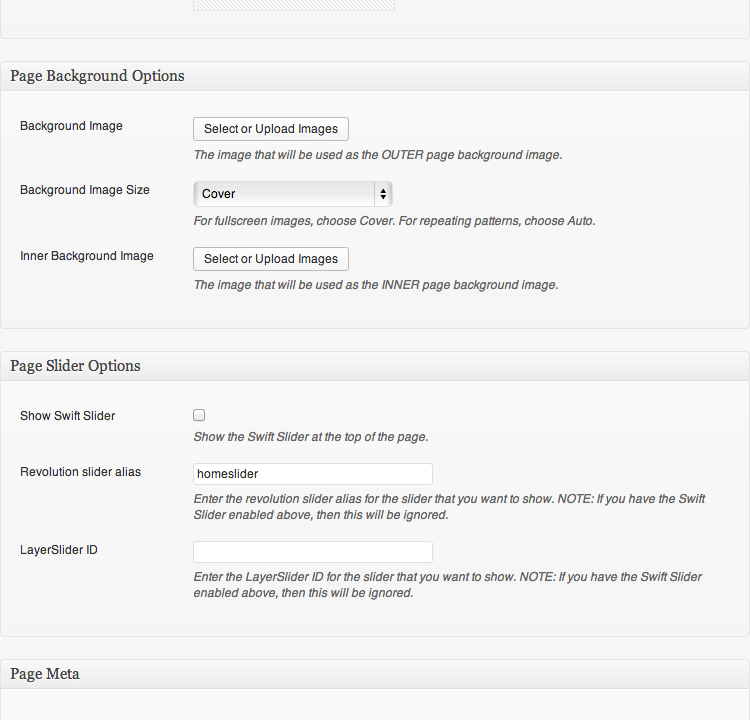 Page Background Options
Background Image
Select or Upload Images
The image that will be used as the OUTER page background image.
Background Image Size
Cover
For fullscreen images, choose Cover. For repeating patterns, choose Auto.
Inner Background Image
Select or Upload Images
The image that will be used as the INNER page background image.
Page Slider Options
Show Swift Slider
Show the Swift Slider at the top of the page.
Revolution slider alias
homeslider
Enter the revolution slider alias for the slider that you want to show. NOTE: If you have the Swift
Slider enabled above, then this will be ignored.
LayerSlider ID
Enter the LayerSlider ID for the slider that you want to show. NOTE: If you have the Swift Slider
enabled above, then this will be ignored.
Page Meta